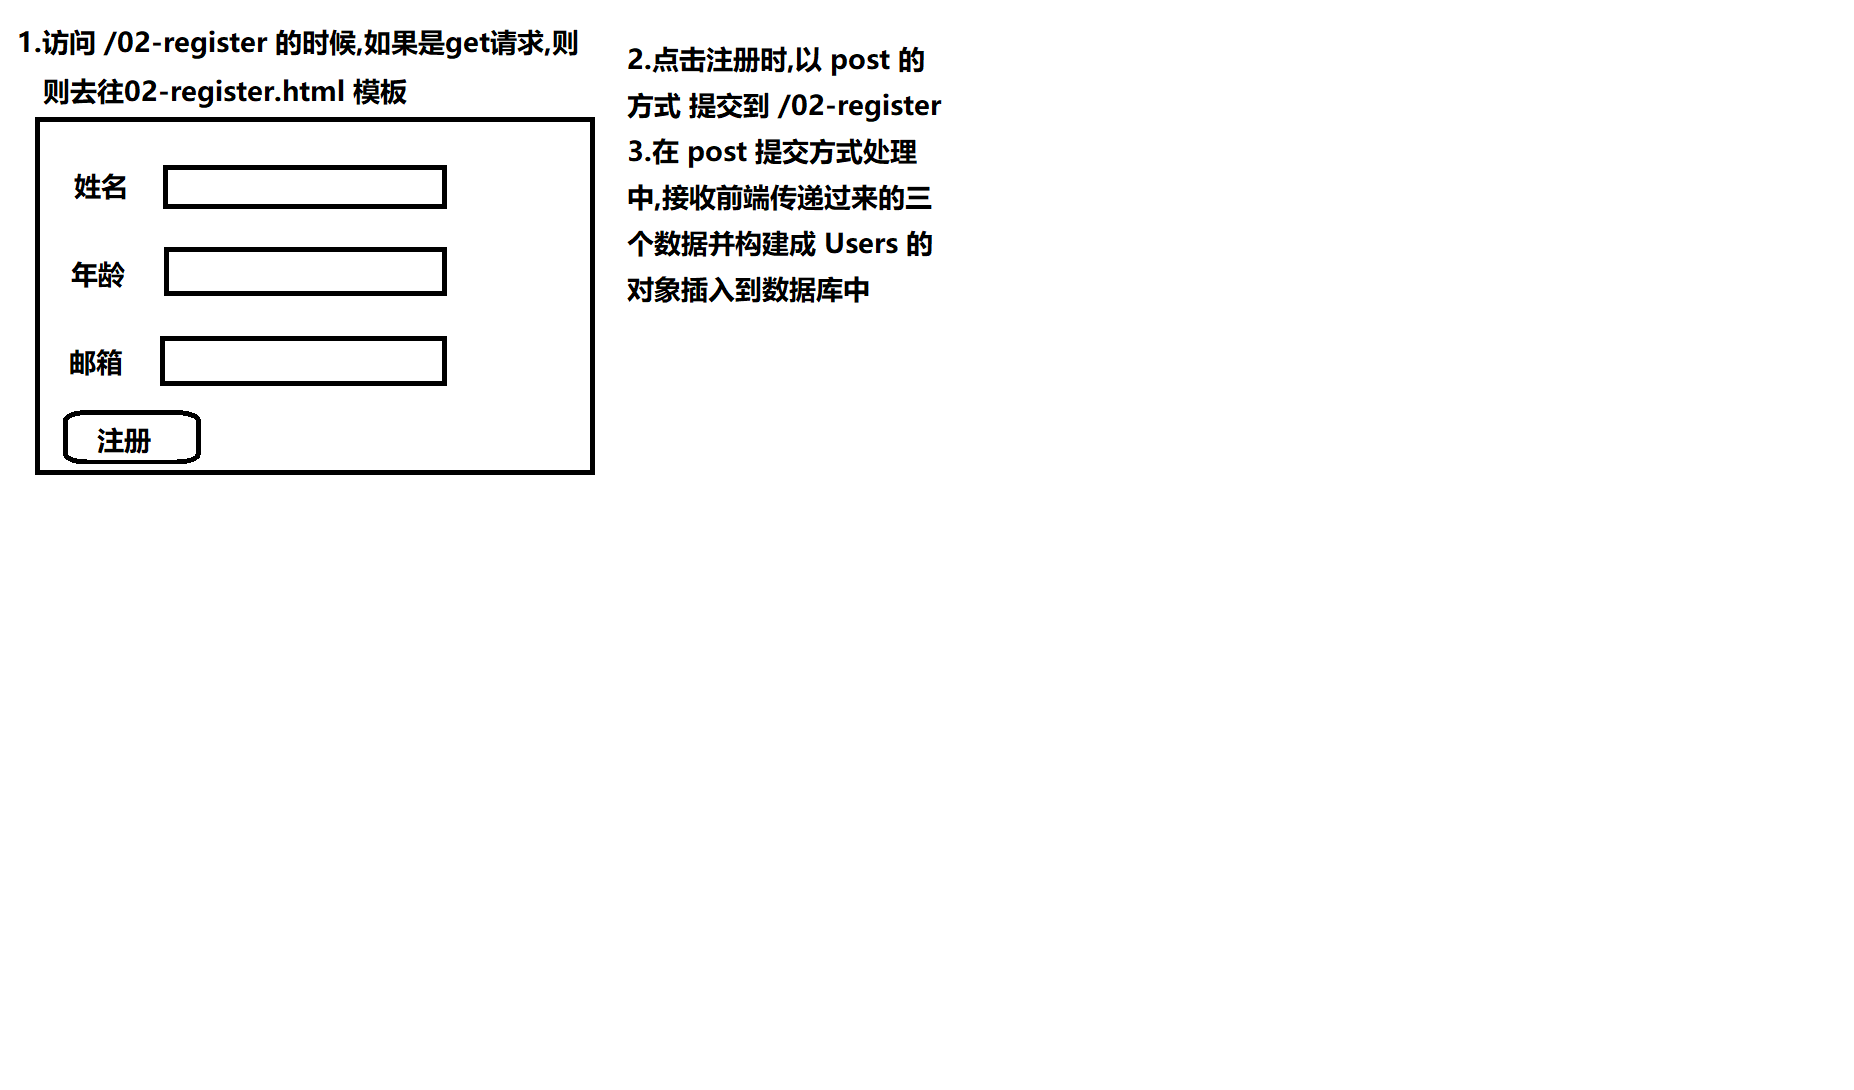 1.访问 /02-register 的时候,如果是get请求,则
则去往02-register.html 模板
姓名
年龄
邮箱
注册
2.点击注册时,以 post 的
方式 提交到 /02-register
3.在 post 提交方式处理
中,接收前端传递过来的三
个数据并构建成 Users 的
对象插入到数据库中